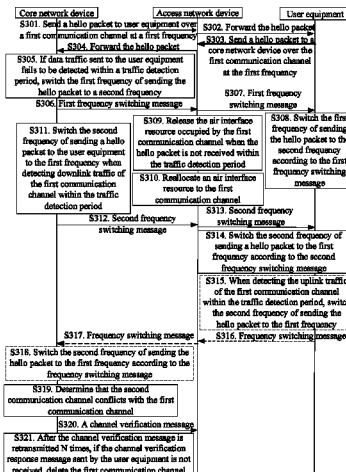 Core network device
Access network device
User equipment
S301. Send a hello packet to user equipment over
a first communication channel at a first frequency
S302. Forward the hello packet
S303. Send a hello packet to a
core network device over the
first communication channel
at the first frequency
S304. Forward the hello packet
S305. If data traffic sent to the user equipment
fails to be detected within a traffic detection
period, switch the first frequency of sending the
hello packet to a second frequency
S306. First frequency switching message
S307. First frequency
switching message
S308. Switch the first
frequency of sending
the hello packet to the
second frequency
according to the first
frequency switching
message
S309. Release the air interface
resource occupied by the first
communication channel when the
hello packet is not received within
the traffic detection period
S310. Reallocate an air interface
resource to the first
communication channel
S311. Switch the second
frequency of sending a hello
packet to the user equipment
to the first frequency when
detecting downlink traffic of
the first communication
channel within the traffic
detection period
S312. Second frequency
switching message
S313. Second frequency
switching message
S314. Switch the second frequency of
sending a hello packet to the first
frequency according to the second
frequency switching message
S315. When detecting the uplink traffic
of the first communication channel
within the traffic detection period, switch
the second frequency of sending the
hello packet to the first frequency
S316. Frequency switching message
S317. Frequency switching message
S318. Switch the second frequency of sending the
hello packet to the first frequency according to the
frequency switching message
S319. Determine that the second
communication channel conflicts with the first
communication channel
S320. A channel verification message
S321. After the channel verification message is
retransmitted N times, if the channel verification
response message sent by the user equipment is not
received, delete the first communication channel